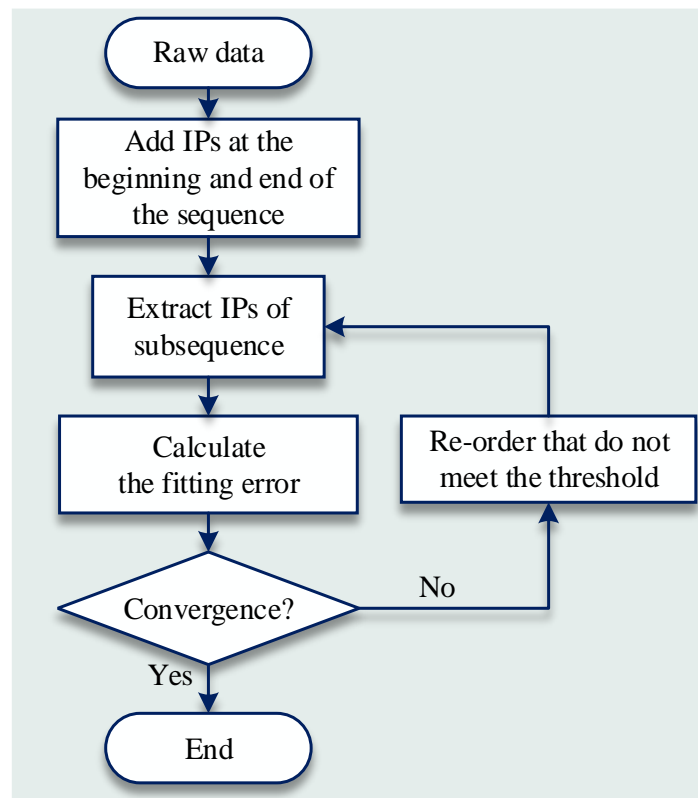 Raw data
Add IPs at the
beginning and end of
the sequence
Extract IPs of
subsequence
Calculate
the fitting error
Re-order that do not
meet the threshold
Convergence?
No
Yes
End